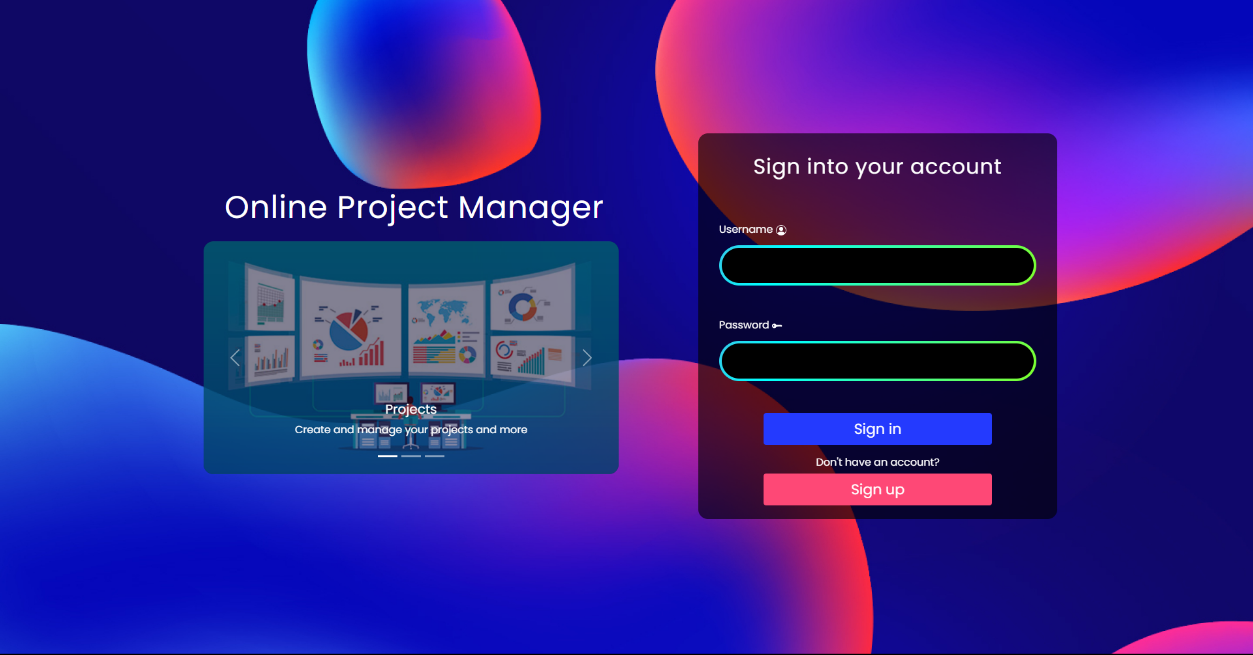 Online Project Manager
Projects
Create and manage your projects and more
Sign into your account
Username
Password
Sign in
Don't have an account?
Sign up